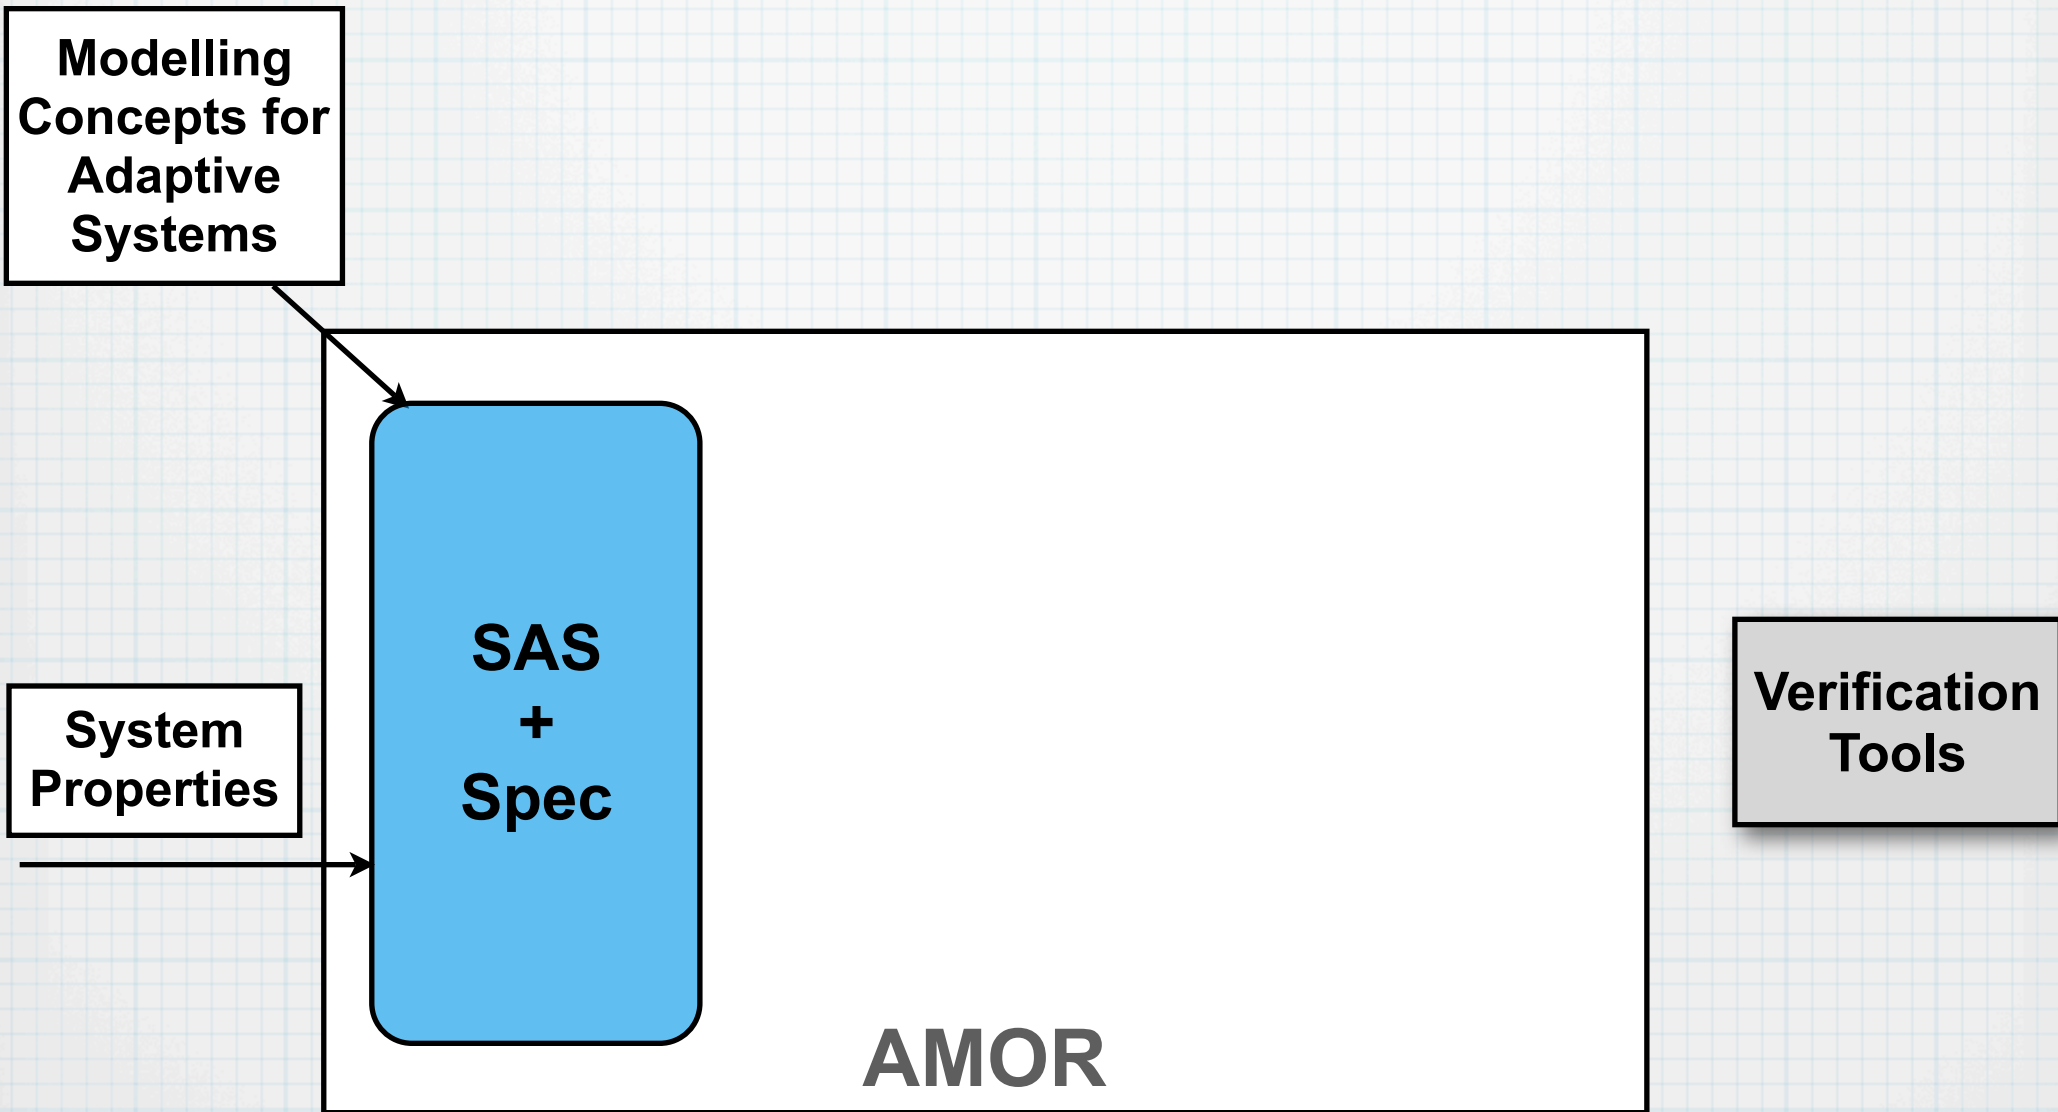 Modelling
Concepts for
Adaptive
Systems
SAS
+
Spec
System
Properties
Verification
Tools
AMOR